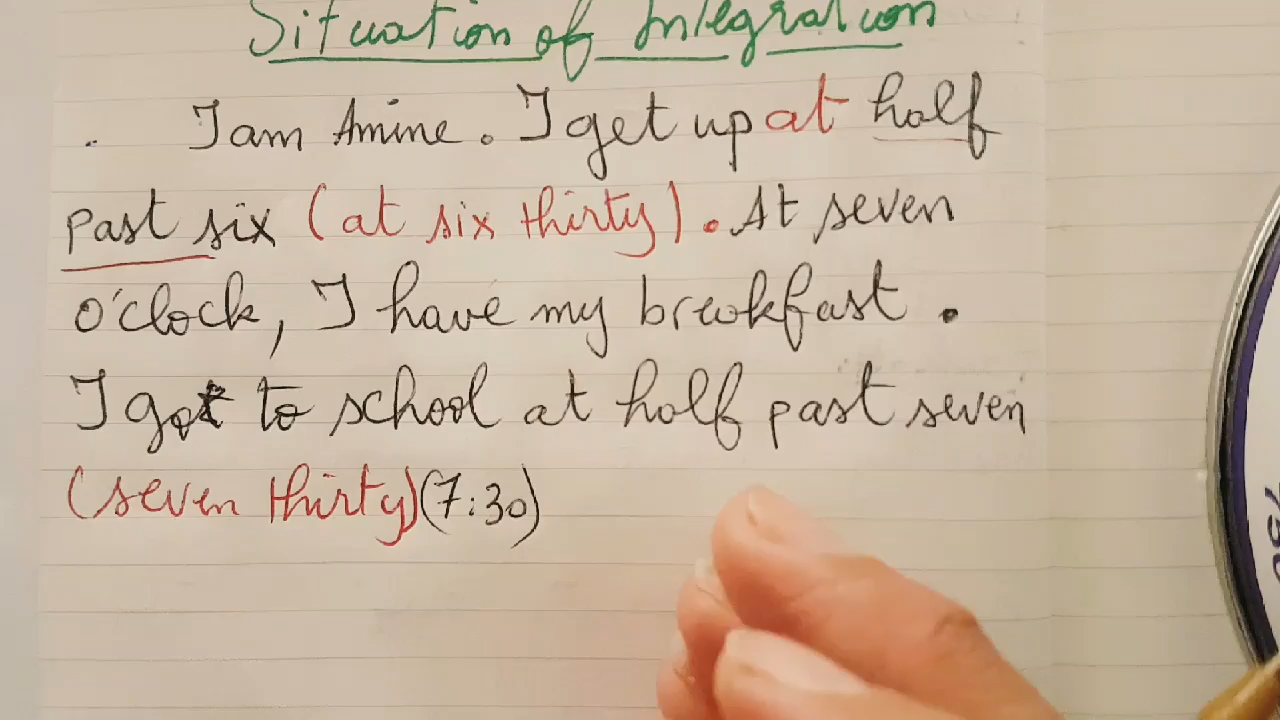 Situation of Integration
. I am Amine. I get up at half
past six (at six thirty). At seven
o'clock, I have my breakfast.
I got to school at half past seven
(seven thirty)(7:30)